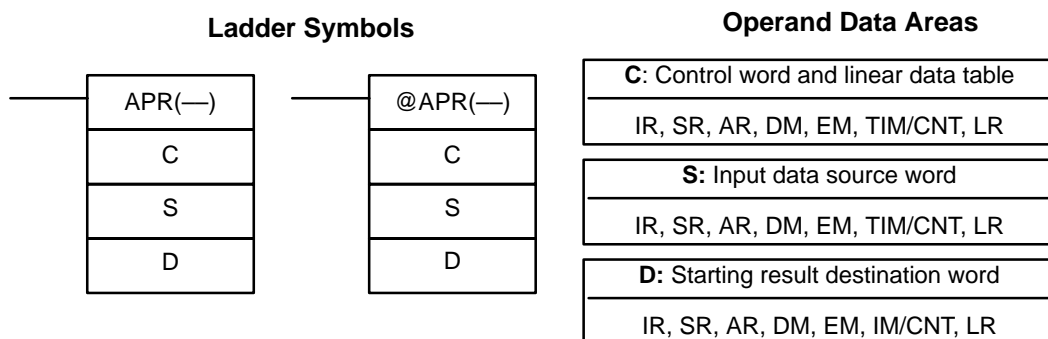 Ladder Symbols
APR(—)
C
S
D
@APR(—)
C
S
D
Operand Data Areas
C: Control word and linear data table
IR, SR, AR, DM, EM, TIM/CNT, LR
S: Input data source word
IR, SR, AR, DM, EM, TIM/CNT, LR
D: Starting result destination word
IR, SR, AR, DM, EM, IM/CNT, LR